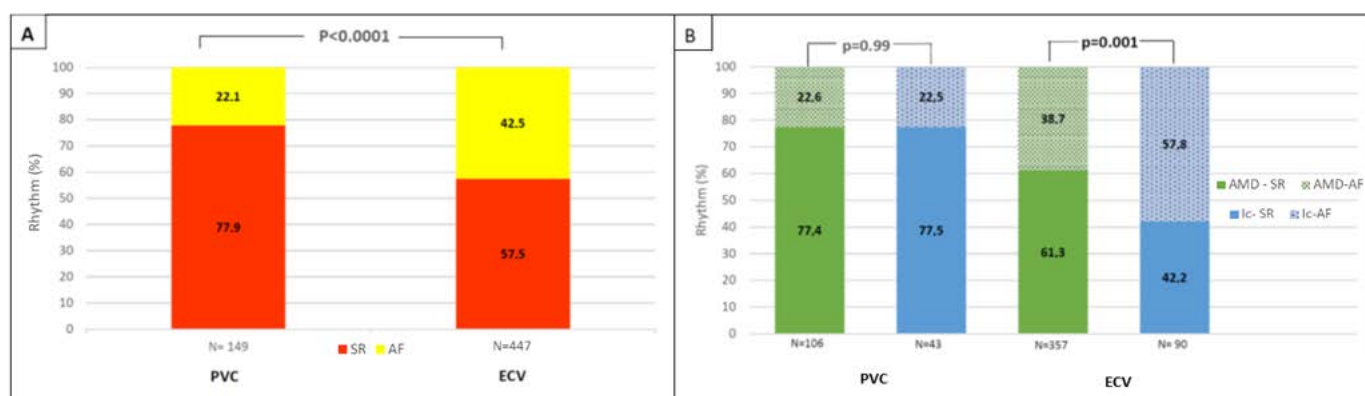 A
P<0.0001
100
90
80
70
60
50
40
30
20
10
0
Rhythm (%)
22.1
77.9
42.5
57.5
N= 149
SR
AF
N=447
PVC
ECV
B
p=0.99
p=0.001
100
90
80
70
60
50
40
30
20
10
0
Rhythm (%)
22,6
77,4
22,5
77,5
38,7
61,3
57,8
42,2
AMD - SR
AMD-AF
Ic- SR
Ic-AF
N=106
N=43
N=357
N= 90
PVC
ECV